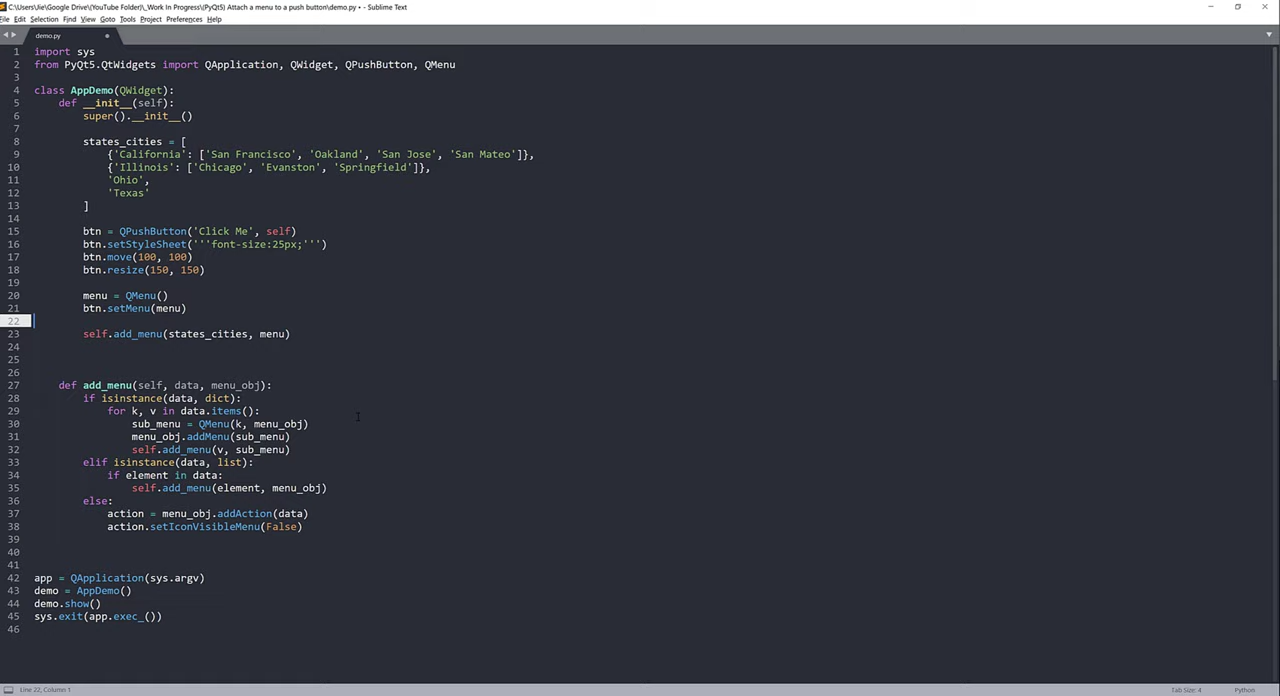 C:\Users\Jie\Google Drive\(YouTube Folder)\_Work In Progress\(PyQt5) Attach a menu to a push button\demo.py • - Sublime Text
File Edit Selection Find View Goto Tools Project Preferences Help
demo.py
1 import sys
2 from PyQt5.QtWidgets import QApplication, QWidget, QPushButton, QMenu
3
4 class AppDemo(QWidget):
5     def __init__(self):
6         super().__init__()
7
8         states_cities = [
9             {'California': ['San Francisco', 'Oakland', 'San Jose', 'San Mateo']},
10             {'Illinois': ['Chicago', 'Evanston', 'Springfield']},
11             'Ohio',
12             'Texas'
13         ]
14
15         btn = QPushButton('Click Me', self)
16         btn.setStyleSheet('''font-size:25px;''')
17         btn.move(100, 100)
18         btn.resize(150, 150)
19
20         menu = QMenu()
21         btn.setMenu(menu)
22
23         self.add_menu(states_cities, menu)
24
25
26
27     def add_menu(self, data, menu_obj):
28         if isinstance(data, dict):
29             for k, v in data.items():
30                 sub_menu = QMenu(k, menu_obj)
31                 menu_obj.addMenu(sub_menu)
32                 self.add_menu(v, sub_menu)
33         elif isinstance(data, list):
34             if element in data:
35                 self.add_menu(element, menu_obj)
36         else:
37             action = menu_obj.addAction(data)
38             action.setIconVisibleMenu(False)
39
40
41
42 app = QApplication(sys.argv)
43 demo = AppDemo()
44 demo.show()
45 sys.exit(app.exec_())
46
Line 22, Column 1
Tab Size: 4
Python